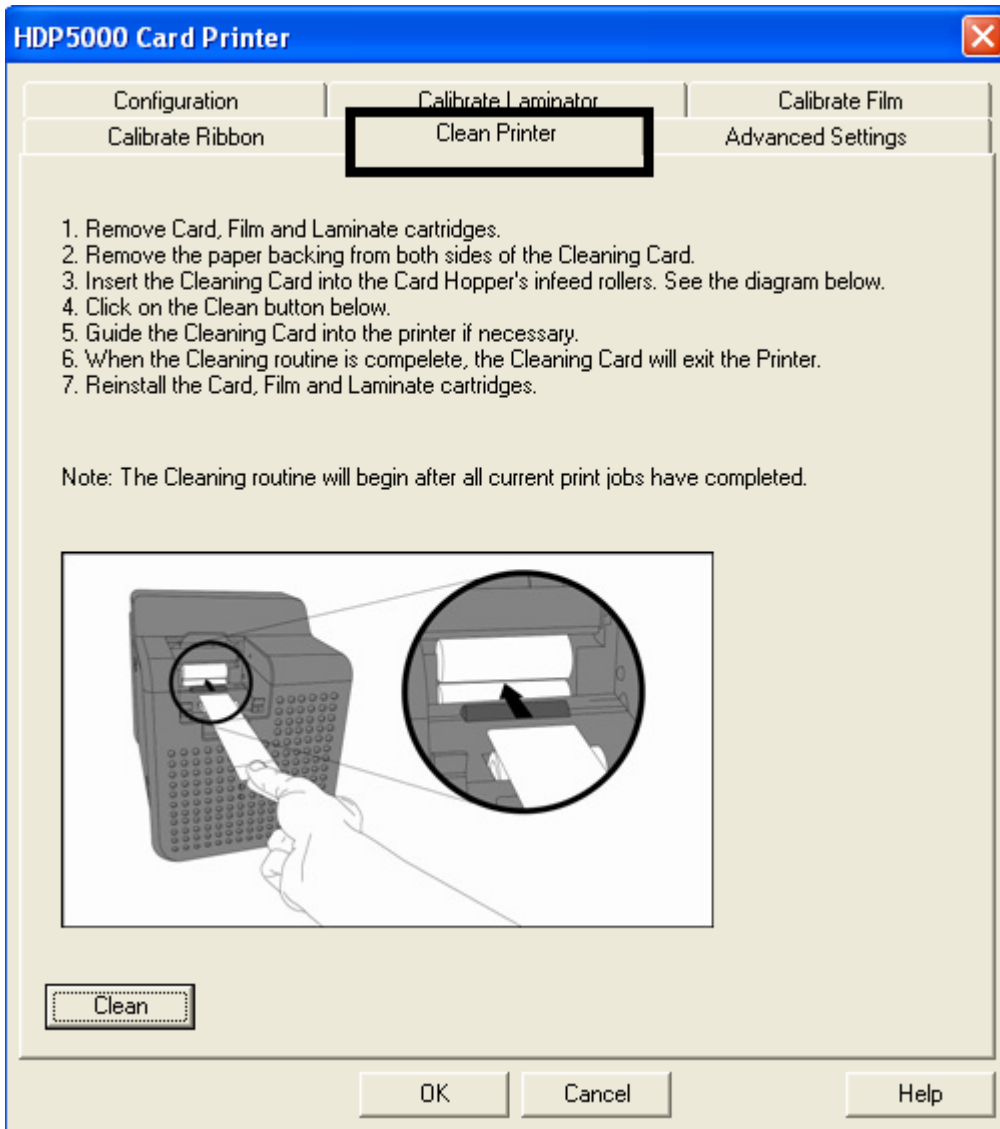 HDP5000 Card Printer
Configuration
Calibrate Laminator
Calibrate Film
Calibrate Ribbon
Clean Printer
Advanced Settings
1. Remove Card, Film and Laminate cartridges.
2. Remove the paper backing from both sides of the Cleaning Card.
3. Insert the Cleaning Card into the Card Hopper's infeed rollers. See the diagram below.
4. Click on the Clean button below.
5. Guide the Cleaning Card into the printer if necessary.
6. When the Cleaning routine is compelete, the Cleaning Card will exit the Printer.
7. Reinstall the Card, Film and Laminate cartridges.
Note: The Cleaning routine will begin after all current print jobs have completed.
Clean
OK
Cancel
Help